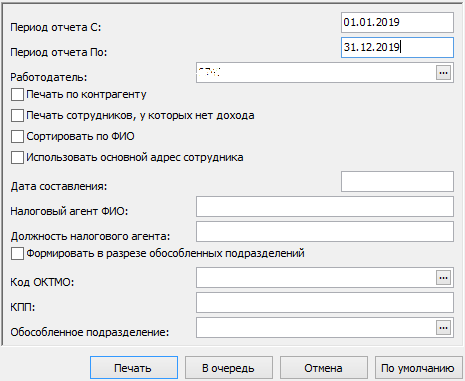 Период отчета С: 01.01.2019
Период отчета По: 31.12.2019
Работодатель: ...
Печать по контрагенту
Печать сотрудников, у которых нет дохода
Сортировать по ФИО
Использовать основной адрес сотрудника
Дата составления:
Налоговый агент ФИО:
Должность налогового агента:
Формировать в разрезе обособленных подразделений
Код ОКТМО: ...
КПП:
Обособленное подразделение: ...
Печать В очередь Отмена По умолчанию